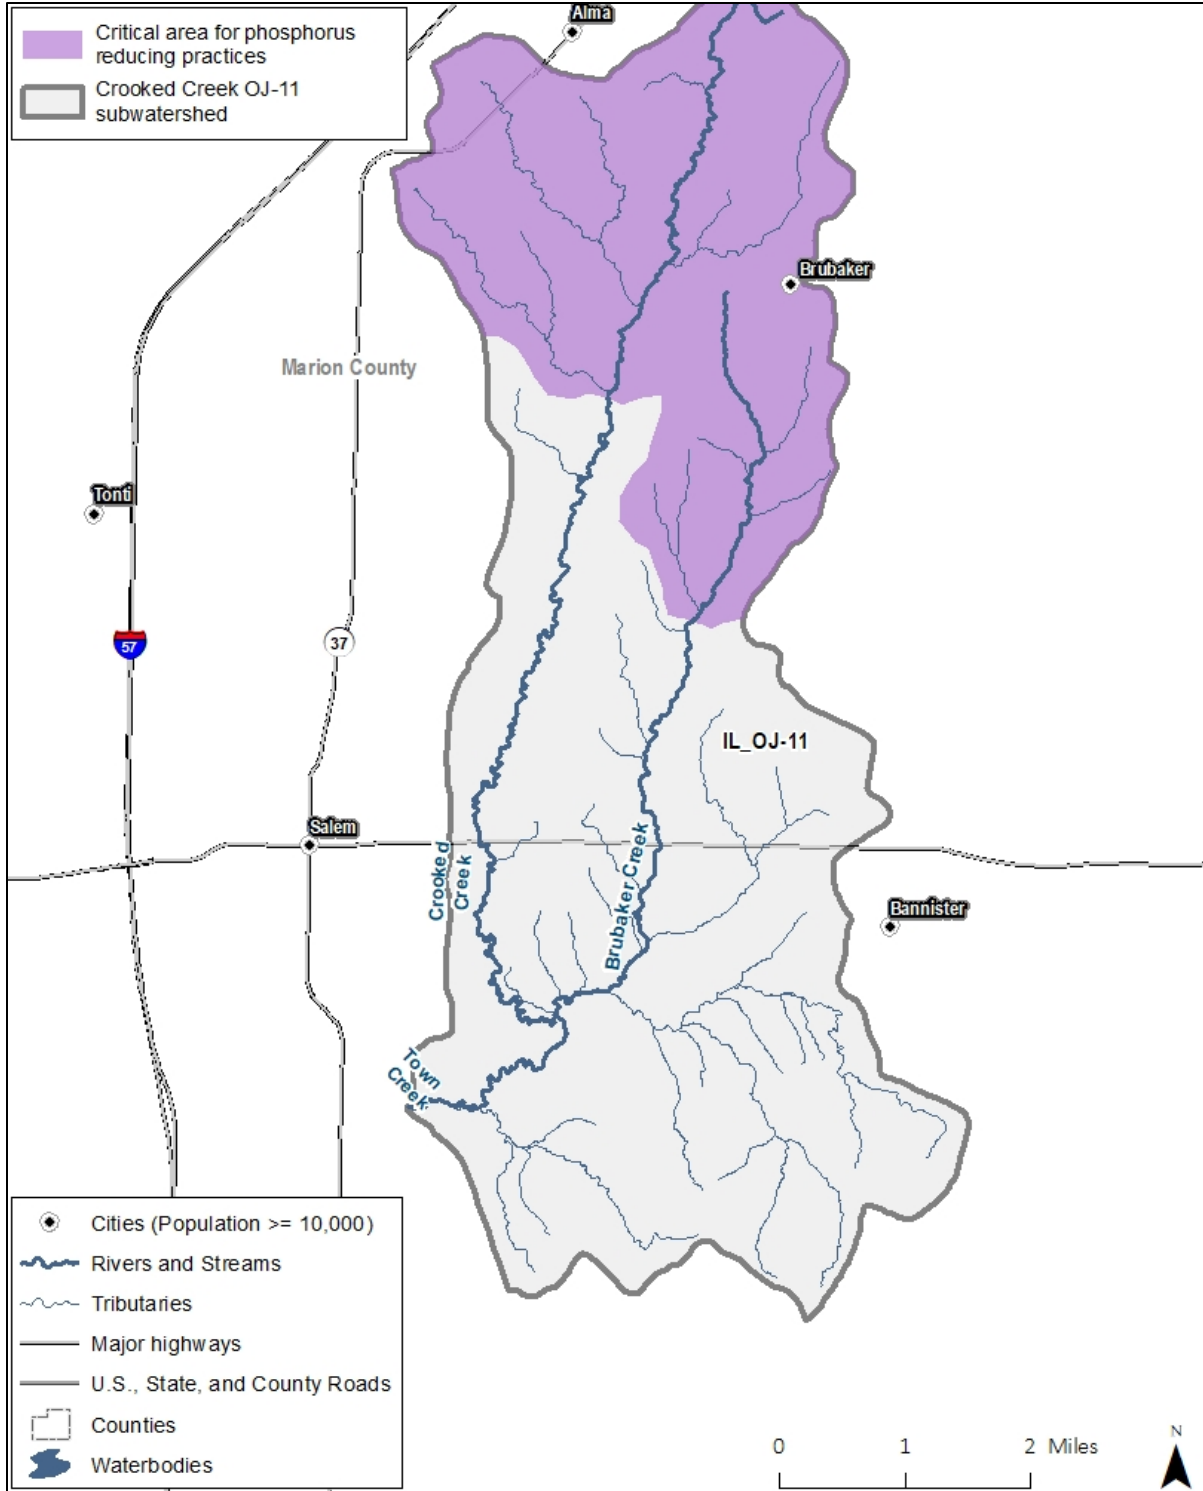 Critical area for phosphorus
reducing practices
Crooked Creek OJ-11
subwatershed
Alma
Brubaker
Marion County
Tonti
57
37
IL_OJ-11
Salem
Crooked
Creek
Brubaker Creek
Bannister
Town
Creek
Cities (Population >= 10,000)
Rivers and Streams
Tributaries
Major highways
U.S., State, and County Roads
Counties
Waterbodies
0 1 2 Miles
N